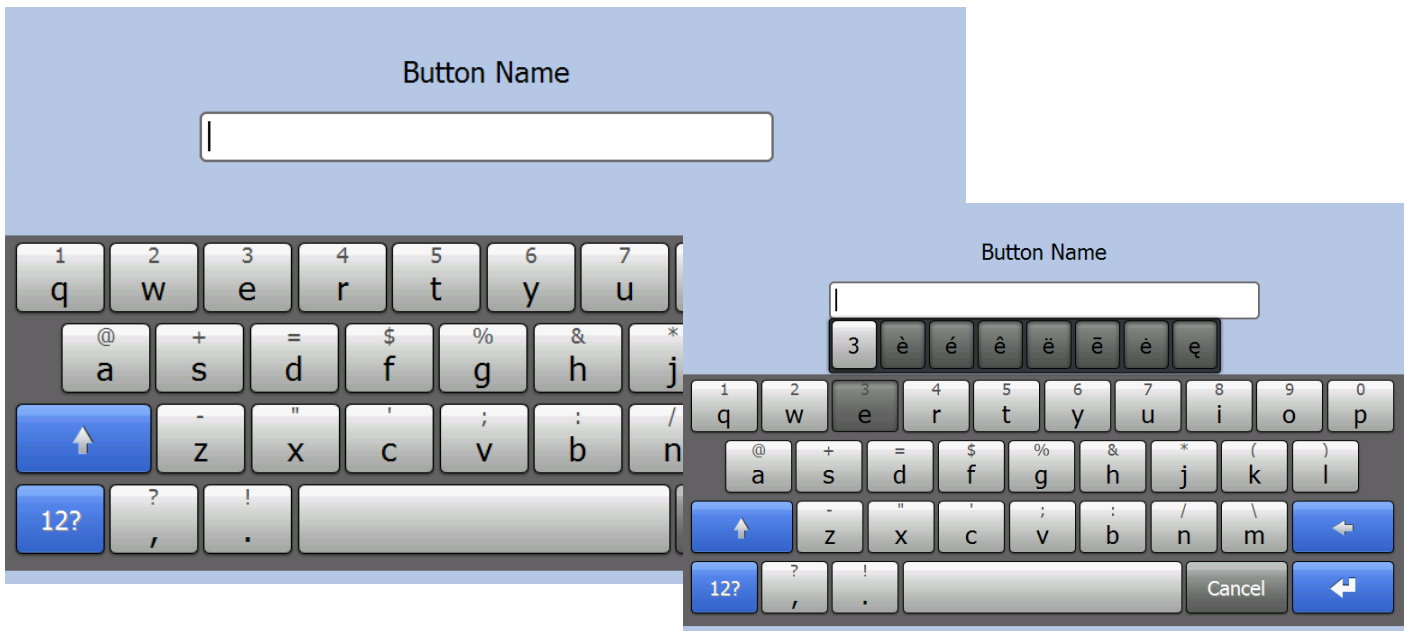 Button Name
1 2 3 4 5 6 7
q w e r t y u
@ + = $ % & *
a s d f g h j
- " ' ; : /
z x c v b n
? !
12? , .
Button Name
3 è é ê ë ē ė ę
1 2 3 4 5 6 7 8 9 0
q w e r t y u i o p
@ + = $ % & * ( )
a s d f g h j k l
- " ' ; : / \
z x c v b n m
? !
12? , . Cancel